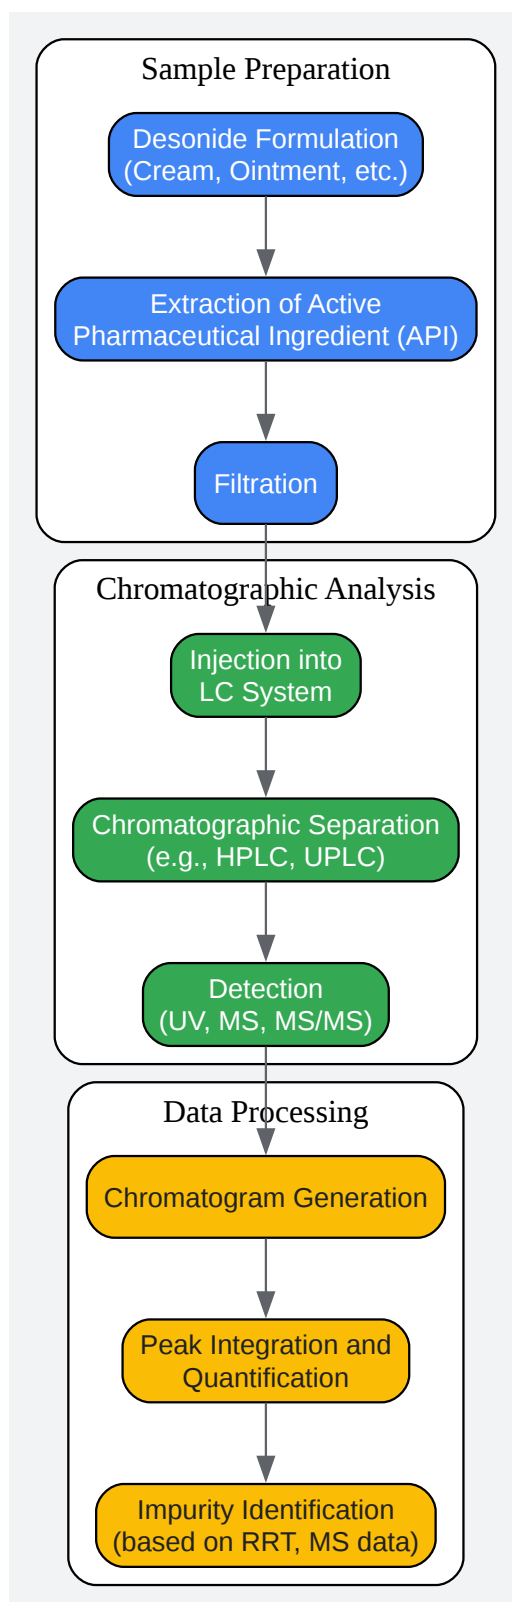 Sample Preparation
Desonide Formulation
(Cream, Ointment, etc.)
Extraction of Active
Pharmaceutical Ingredient (API)
Filtration
Chromatographic Analysis
Injection into
LC System
Chromatographic Separation
(e.g., HPLC, UPLC)
Detection
(UV, MS, MS/MS)
Data Processing
Chromatogram Generation
Peak Integration and
Quantification
Impurity Identification
(based on RRT, MS data)